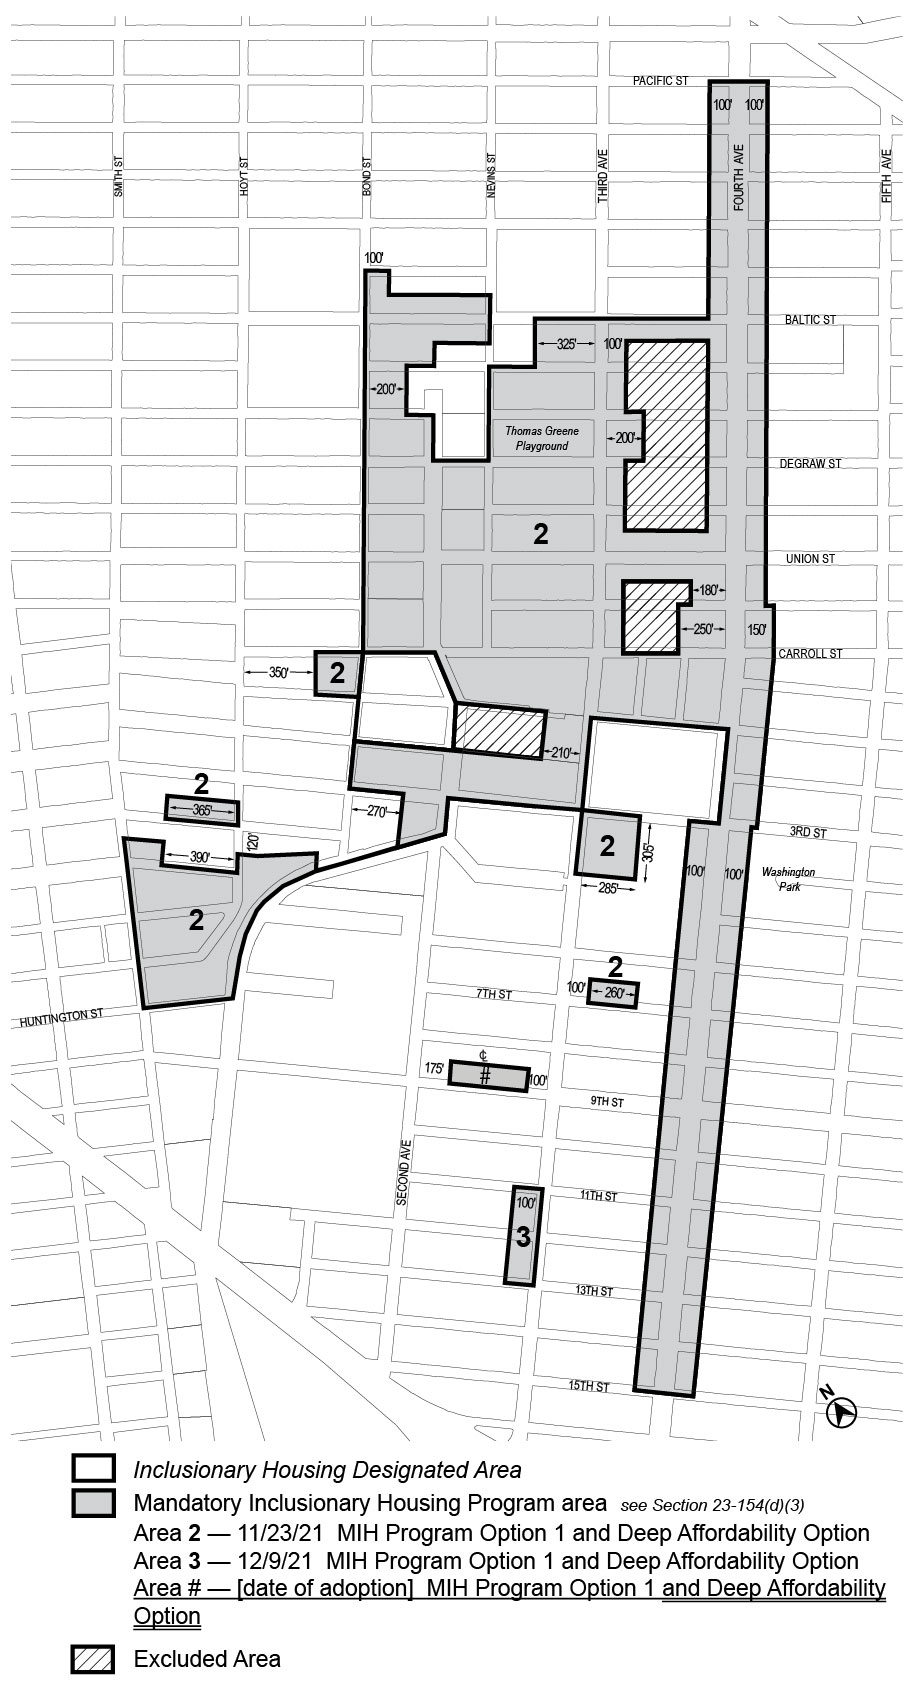 PACIFIC ST
100' 100'
SMITH ST
HOYT ST
BOND ST
NEVINS ST
THIRD AVE
FOURTH AVE
FIFTH AVE
100'
BALTIC ST
325'
100'
200'
Thomas Greene
Playground
200'
DEGRAW ST
2
UNION ST
180'
250'
150'
CARROLL ST
350'
2
210'
2
365'
270'
3RD ST
120'
390'
2
305'
100'
100'
Washington
Park
285'
2
2
100'
260'
7TH ST
HUNTINGTON ST
℄
175'
#
100'
9TH ST
SECOND AVE
11TH ST
100'
3
13TH ST
15TH ST
N
Inclusionary Housing Designated Area
Mandatory Inclusionary Housing Program area see Section 23-154(d)(3)
Area 2 — 11/23/21 MIH Program Option 1 and Deep Affordability Option
Area 3 — 12/9/21 MIH Program Option 1 and Deep Affordability Option
Area # — [date of adoption] MIH Program Option 1 and Deep Affordability
Option
Excluded Area